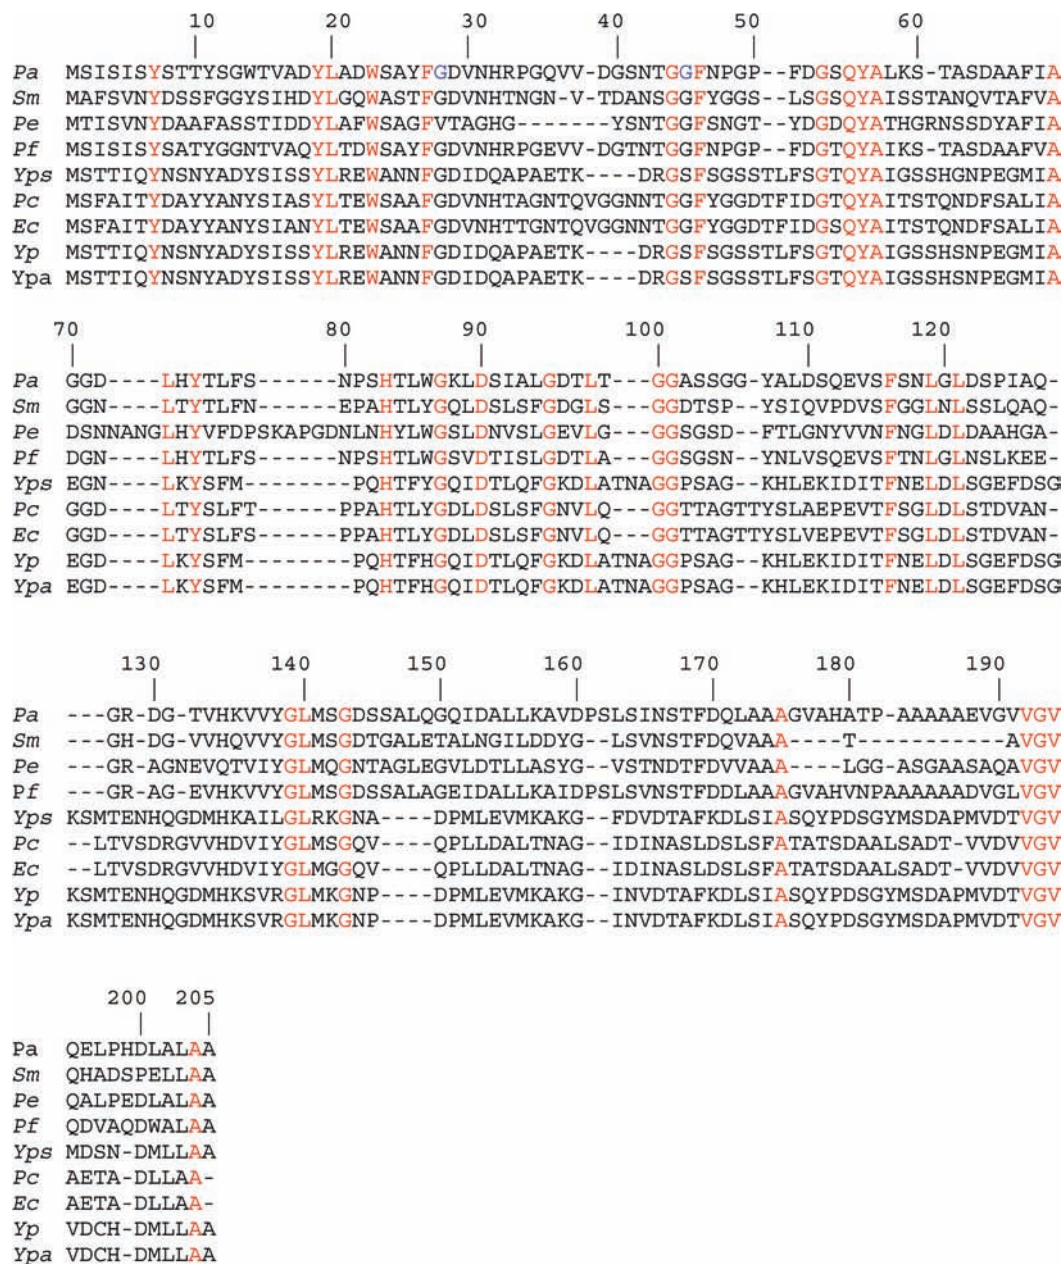 10 20 30 40 50 60
Pa MSISISYSTTYSGWTVADYLADWSAYFGDVNHRPGQVV-DGSNTGGFNPGP--FDGSQYALKS-TASDAAFIA
Sm MAFSVNYDSSFGGYSIHDYLGQWASTFGDVNHTNGN-V-TDANSGGFYGGS--LSGSQYAISSTANQVTAFVA
Pe MTISVNYDAAFASSTIDDYLAFWSAGFVTAGHG-------YSNTGGFSNGT--YDGDQYATHGRNSSDYAFIA
Pf MSISISYSATYGGNTVAQYLTDWSAYFGDVNHRPGEVV-DGTNTGGFNPGP--FDGTQYAIKS-TASDAAFVA
Yps MSTTIQYNSNYADYSISSYLREWANNFGDIDQAPAETK----DRGSFSGSSTLFSGTQYAIGSSHGNPEGMIA
Pc MSFAITYDAYYANYSIASYLTEWSAAFGDVNHTAGNTQVGGNNTGGFYGGDTFIDGTQYAITSTQNDFSALIA
Ec MSFAITYDAYYANYSIANYLTEWSAAFGDVNHTTGNTQVGGNNTGGFYGGDTFIDGTQYAITSTQNDFSALIA
Yp MSTTIQYNSNYADYSISSYLREWANNFGDIDQAPAETK----DRGSFSGSSTLFSGTQYAIGSSHSNPEGMIA
Ypa MSTTIQYNSNYADYSISSYLREWANNFGDIDQAPAETK----DRGSFSGSSTLFSGTQYAIGSSHSNPEGMIA
70 80 90 100 110 120
Pa GGD----LHYTLFS-------NPSHTLWGKLDSIALGDTLT---GGASSGG-YALDSQEVSFSNLGLDSPIAQ-
Sm GGN----LTYTLFN-------EPAHTLYGQLDSLSFGDGLS---GGDTSP--YSIQVPDVSFGGLNLSSLQAQ-
Pe DSNNANGLHYVFDPSKAPGDNLNHYLWGSLDNVSLGEVLG---GGSGSD--FTLGNYVVNFNGLDLDAAHGA-
Pf DGN----LHYTLFS-------NPSHTLWGSVDTISLGDTLA---GGSGSN--YNLVSQEVSFTNLGLNSLKEE-
Yps EGN----LKYSFM--------PQHTFYGQIDTLQFGKDLATNAGGPSAG--KHLEKIDITFNELDLSGEFDSG
Pc GGD----LTYSLFT-------PPAHTLYGDLDSLSFGNVLQ---GGTTAGTTYSLAEPEVTFSGLDLSTDVAN-
Ec GGD----LTYSLFS-------PPAHTLYGDLDSLSFGNVLQ---GGTTAGTTYSLVEPEVTFSGLDLSTDVAN-
Yp EGD----LKYSFM--------PQHTFHGQIDTLQFGKDLATNAGGPSAG--KHLEKIDITFNELDLSGEFDSG
Ypa EGD----LKYSFM--------PQHTFHGQIDTLQFGKDLATNAGGPSAG--KHLEKIDITFNELDLSGEFDSG
130 140 150 160 170 180 190
Pa ---GR-DG-TVHKVVYGLMSGDSSALQGQIDALLKAVDPSLSINSTFDQLAAAGVAHATP-AAAAAEVGVVGV
Sm ---GH-DG-VVHQVVYGLMSGDTGALETALNGILDDYG--LSVNSTFDQVAAA----T-----------AVGV
Pe ---GR-AGNEVQTVIYGLMQGNTAGLEGVLDTLLASYG--VSTNDTFDVVAAA----LGG-ASGAASAQAVGV
Pf ---GR-AG-EVHKVVYGLMSGDSSALAGEIDALLKAIDPSLSVNSTFDDLAAAGVAHVNPAAAAAADVGLVGV
Yps KSMTENHQGDMHKAILGLRKGNA----DPMLEVMKAKG--FDVDTAFKDLSIASQYPDSGYMSDAPMVDTVGV
Pc --LTVSDRGVVHDVIYGLMSGQV----QPLLDALTNAG--IDINASLDSLSFATATSDAALSADT-VVDVVGV
Ec --LTVSDRGVVHDVIYGLMGGQV----QPLLDALTNAG--IDINASLDSLSFATATSDAALSADT-VVDVVGV
Yp KSMTENHQGDMHKSVRGLMKGNP----DPMLEVMKAKG--INVDTAFKDLSIASQYPDSGYMSDAPMVDTVGV
Ypa KSMTENHQGDMHKSVRGLMKGNP----DPMLEVMKAKG--INVDTAFKDLSIASQYPDSGYMSDAPMVDTVGV
200 205
Pa QELPHDLALAA
Sm QHADSPELLAA
Pe QALPEDLALAA
Pf QDVAQDWALAA
Yps MDSN-DMLLAA
Pc AETA-DLLAA-
Ec AETA-DLLAA-
Yp VDCH-DMLLAA
Ypa VDCH-DMLLAA